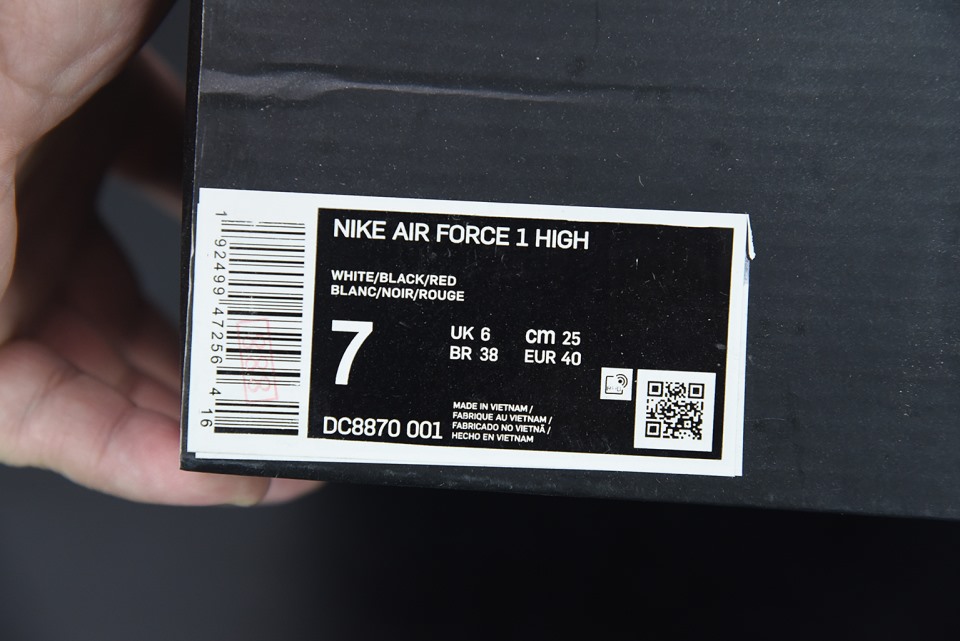 NIKE AIR FORCE 1 HIGH
WHITE/BLACK/RED
BLANC/NOIR/ROUGE
7
UK 6
cm 25
BR 38
EUR 40
DC8870 001
MADE IN VIETNAM /
FABRIQUE AU VIETNAM /
FABRICADO NO VIETNÃ /
HECHO EN VIETNAM
1 92499 47256 4 16